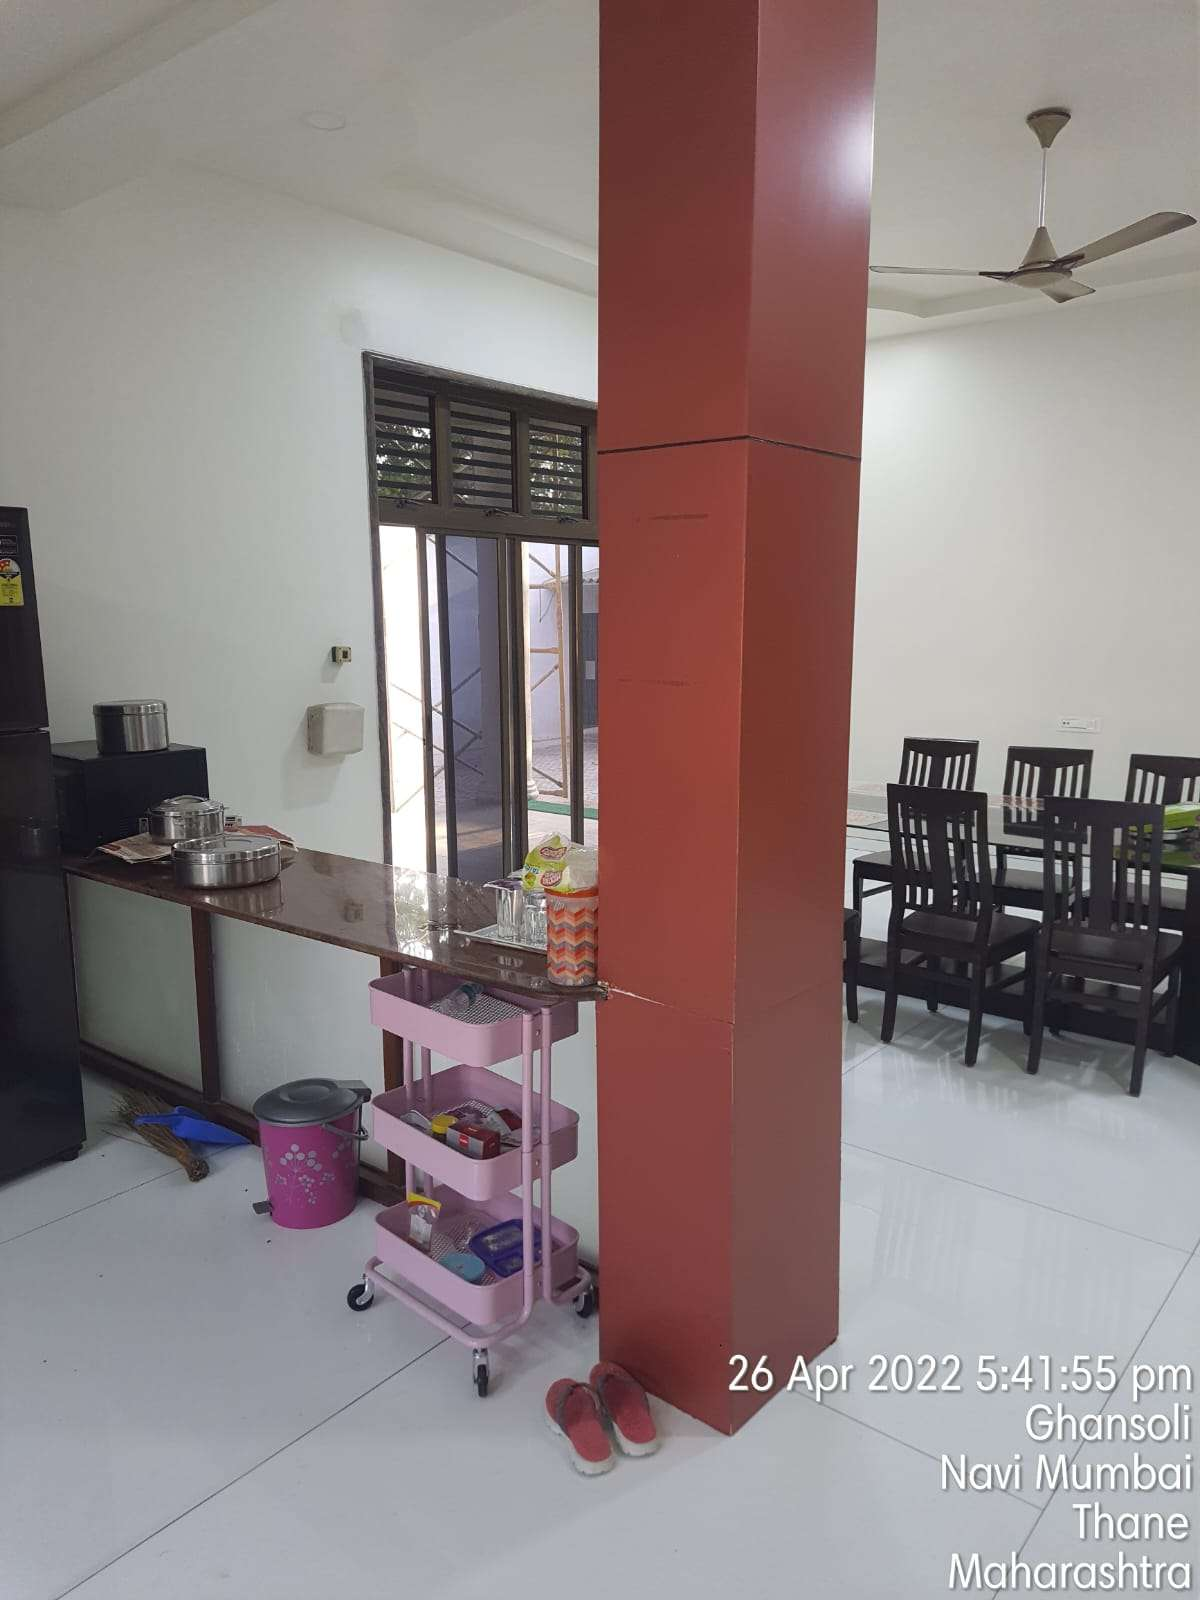 26 Apr 2022 5:41:55 pm
Ghansoli
Navi Mumbai
Thane
Maharashtra